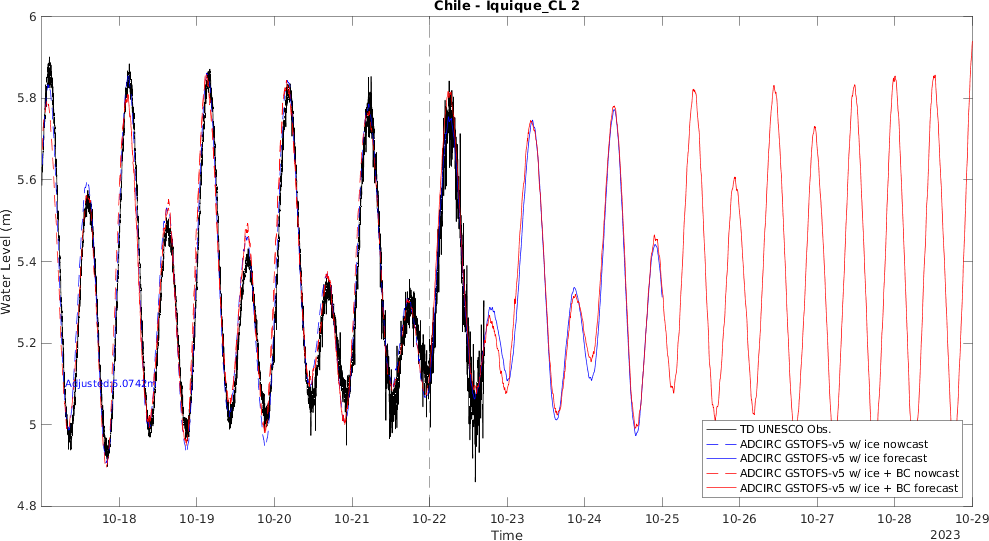 Chile - Iquique_CL 2
6
5.8
5.6
5.4
5.2
5
4.8
Water Level (m)
Adjusted:5.0742m
TD UNESCO Obs.
ADCIRC GSTOFS-v5 w/ ice nowcast
ADCIRC GSTOFS-v5 w/ ice forecast
ADCIRC GSTOFS-v5 w/ ice + BC nowcast
ADCIRC GSTOFS-v5 w/ ice + BC forecast
10-18 10-19 10-20 10-21 10-22 10-23 10-24 10-25 10-26 10-27 10-28 10-29
Time
2023